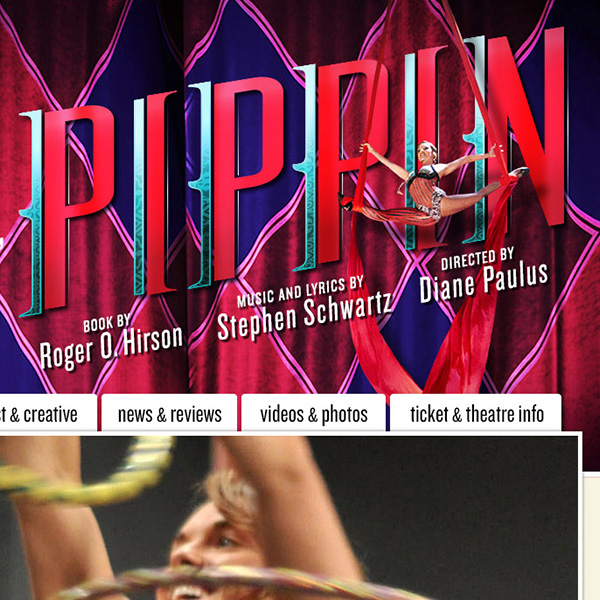 PIPPIN
BOOK BY
Roger O. Hirson
MUSIC AND LYRICS BY
Stephen Schwartz
DIRECTED BY
Diane Paulus
& creative
news & reviews
videos & photos
ticket & theatre info